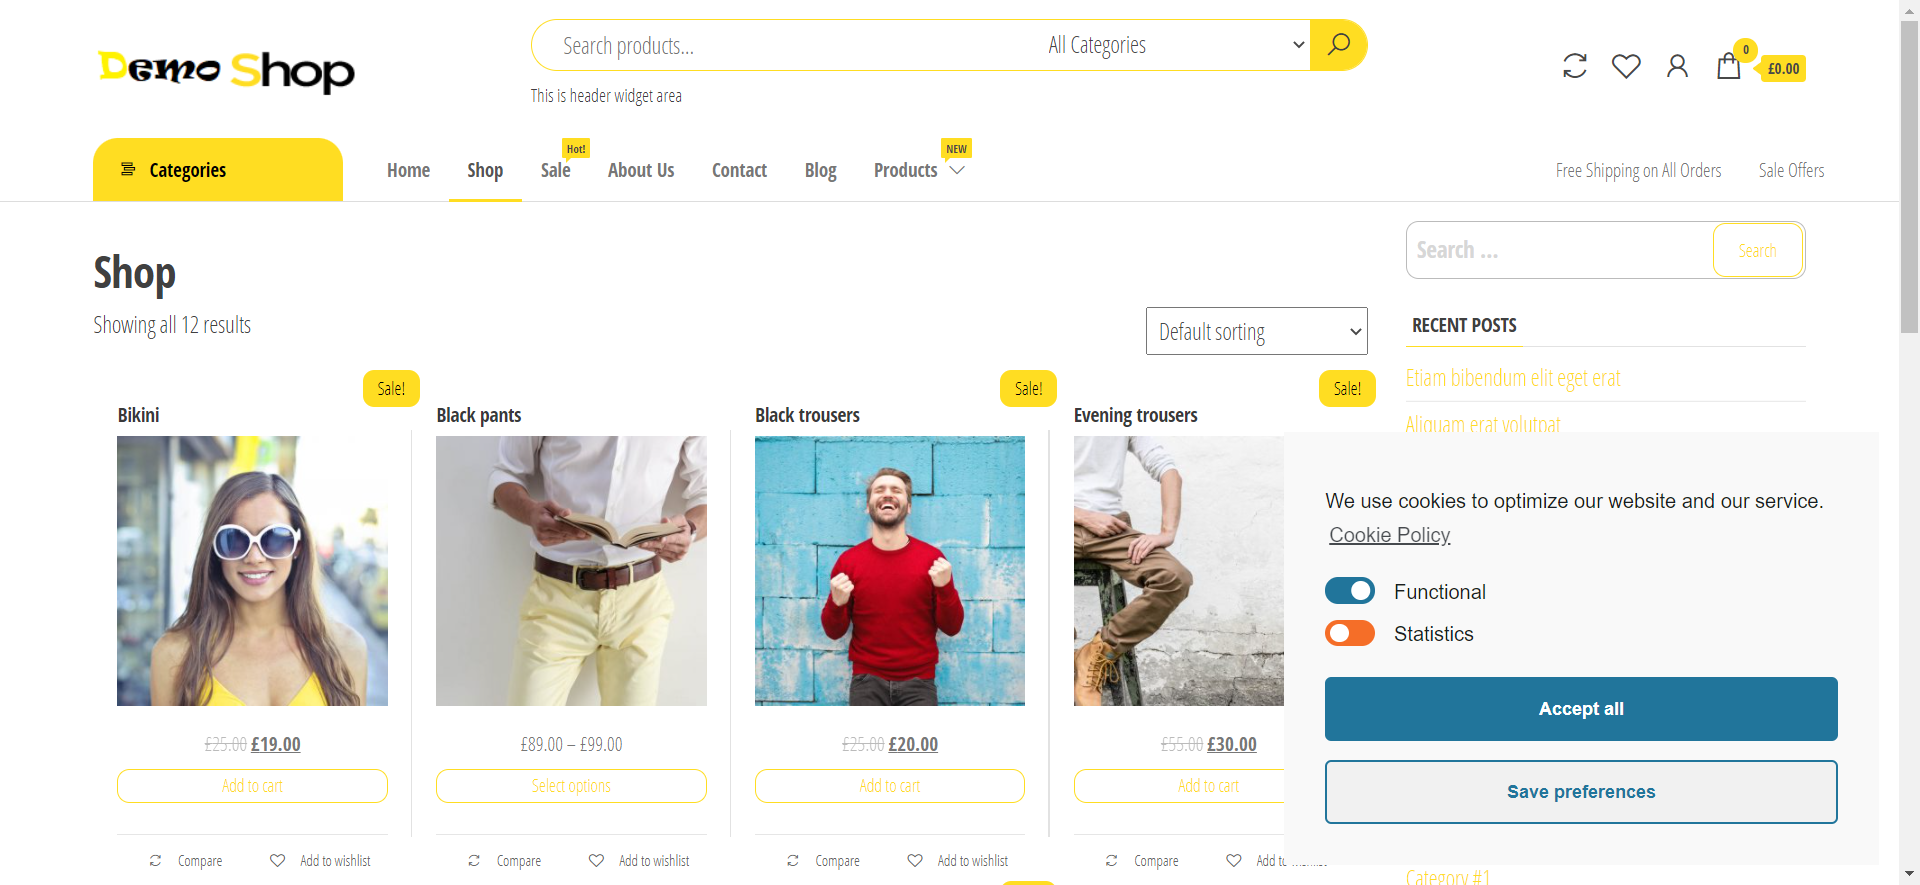 Demo Shop
Search products...
All Categories
This is header widget area
0
£0.00
Categories
Home
Shop
Sale
Hot!
About Us
Contact
Blog
Products
NEW
Free Shipping on All Orders
Sale Offers
Shop
Showing all 12 results
Default sorting
Search ...
Search
RECENT POSTS
Etiam bibendum elit eget erat
Aliquam erat volutpat
Sale!
Bikini
£25.00 £19.00
Add to cart
Compare
Add to wishlist
Black pants
£89.00 – £99.00
Select options
Compare
Add to wishlist
Sale!
Black trousers
£25.00 £20.00
Add to cart
Compare
Add to wishlist
Sale!
Evening trousers
£55.00 £30.00
Add to cart
Compare
Add to
We use cookies to optimize our website and our service.
Cookie Policy
Functional
Statistics
Accept all
Save preferences
Category #1